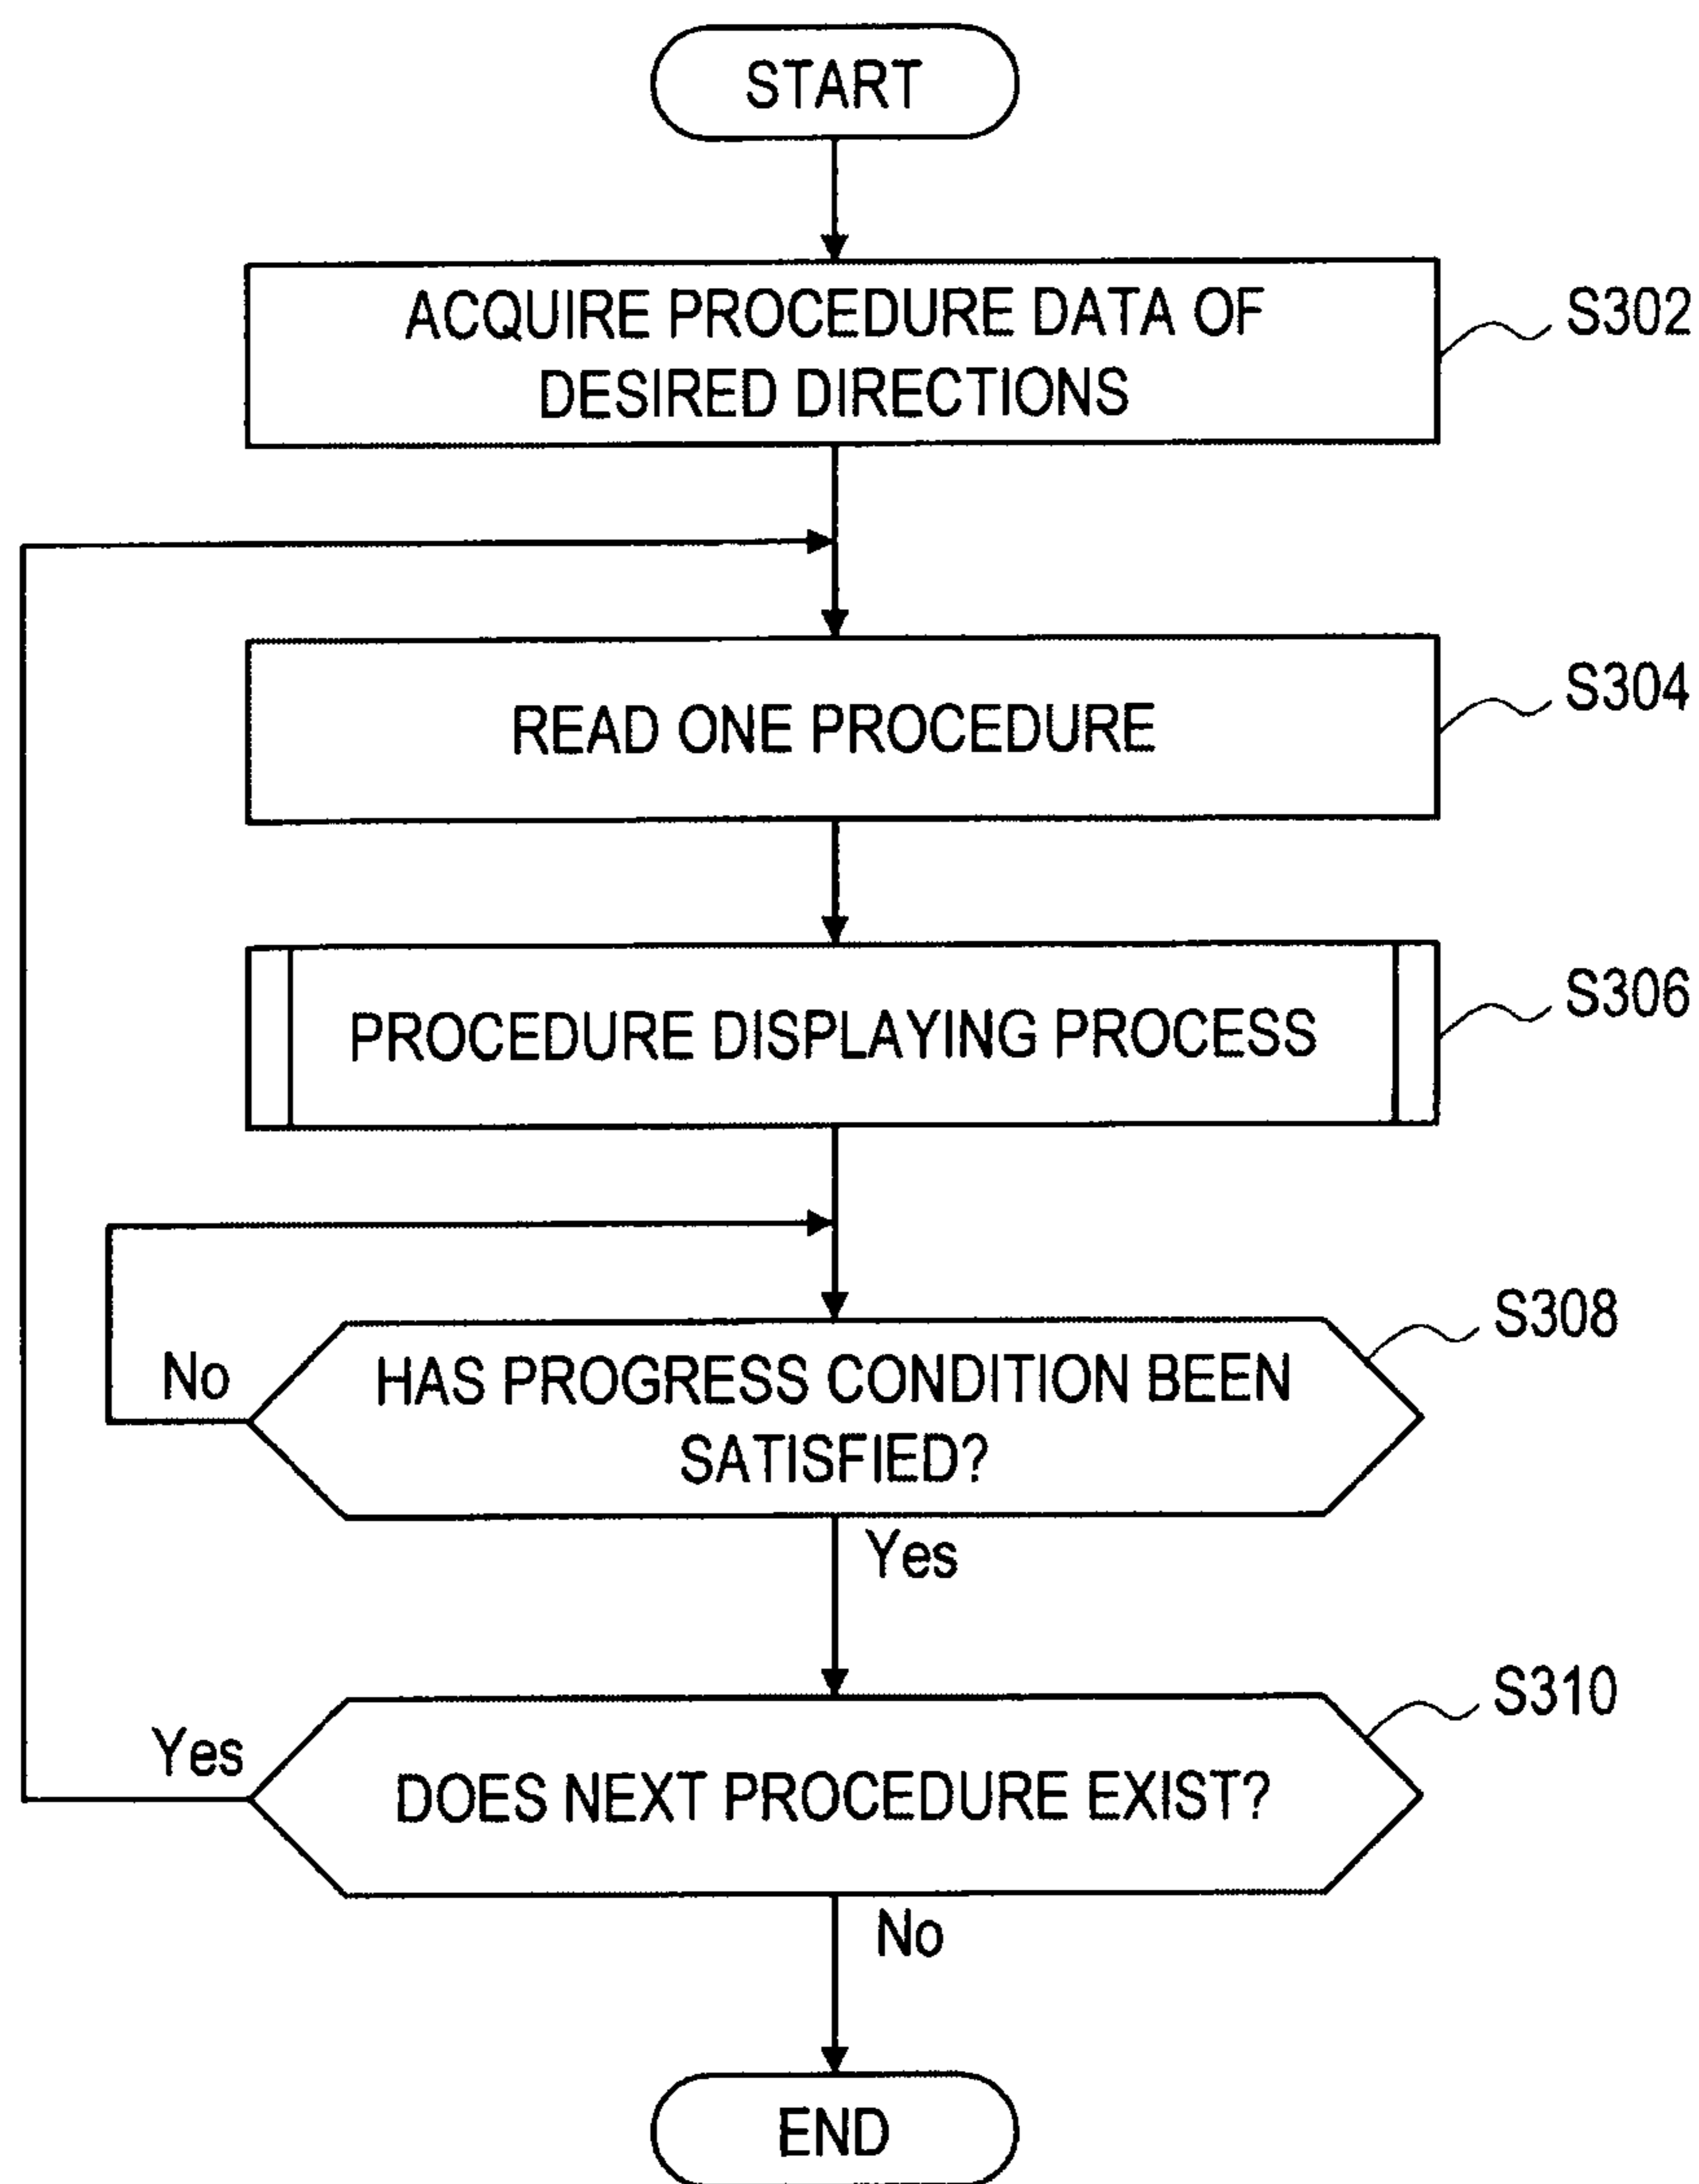 START
ACQUIRE PROCEDURE DATA OF
DESIRED DIRECTIONS
S302
READ ONE PROCEDURE
S304
PROCEDURE DISPLAYING PROCESS
S306
HAS PROGRESS CONDITION BEEN
SATISFIED?
S308
No
Yes
DOES NEXT PROCEDURE EXIST?
S310
Yes
No
END